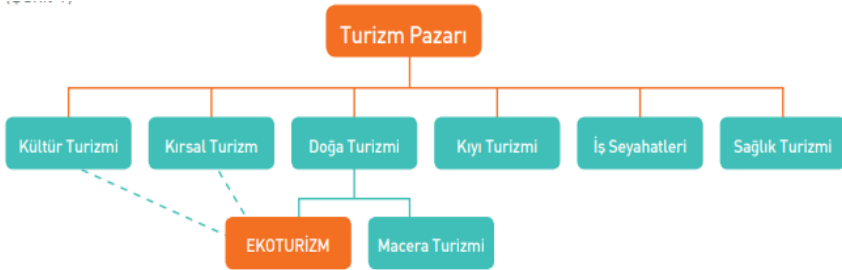 Turizm Pazarı
Kültür Turizmi
Kırsal Turizm
Doğa Turizmi
Kıyı Turizmi
İş Seyahatleri
Sağlık Turizmi
EKOTURİZM
Macera Turizmi